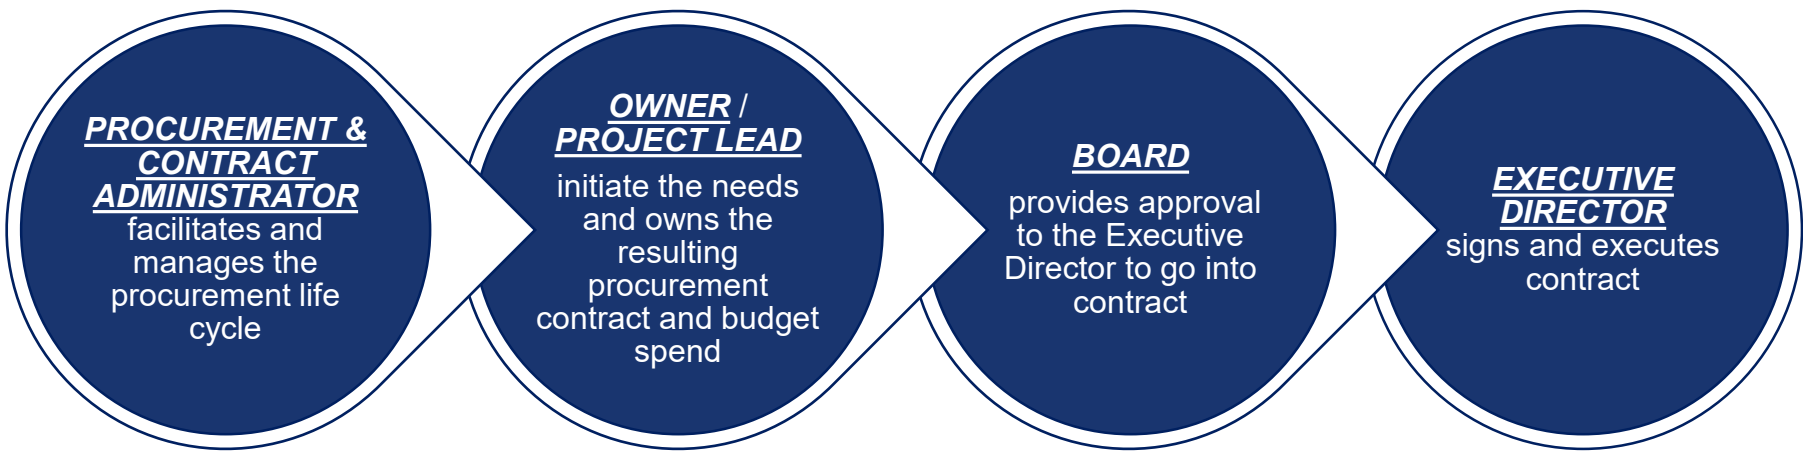 PROCUREMENT &
CONTRACT
ADMINISTRATOR
facilitates and
manages the
procurement life
cycle
OWNER /
PROJECT LEAD
initiate the needs
and owns the
resulting
procurement
contract and budget
spend
BOARD
provides approval
to the Executive
Director to go into
contract
EXECUTIVE
DIRECTOR
signs and executes
contract